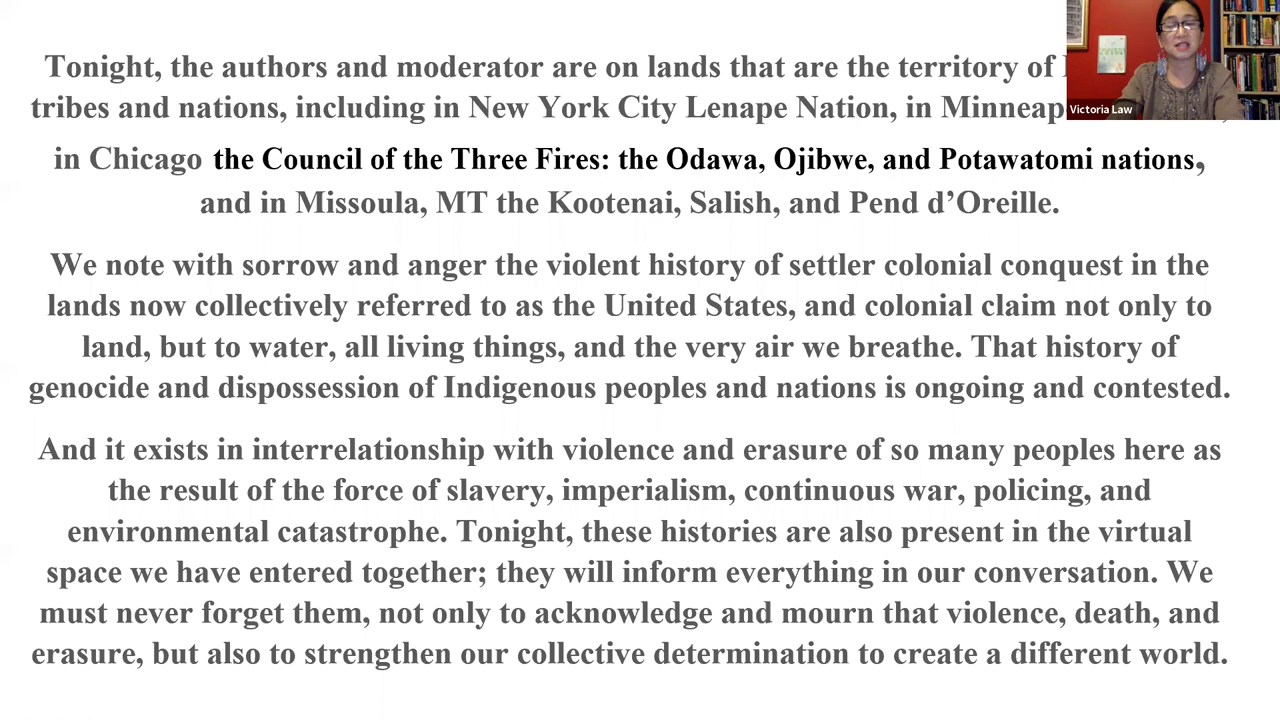 Tonight, the authors and moderator are on lands that are the territory of
tribes and nations, including in New York City Lenape Nation, in
in Chicago the Council of the Three Fires: the Odawa, Ojibwe, and Potawatomi nations,
and in Missoula, MT the Kootenai, Salish, and Pend d’Oreille.
We note with sorrow and anger the violent history of settler colonial conquest in the
lands now collectively referred to as the United States, and colonial claim not only to
land, but to water, all living things, and the very air we breathe. That history of
genocide and dispossession of Indigenous peoples and nations is ongoing and contested.
And it exists in interrelationship with violence and erasure of so many peoples here as
the result of the force of slavery, imperialism, continuous war, policing, and
environmental catastrophe. Tonight, these histories are also present in the virtual
space we have entered together; they will inform everything in our conversation. We
must never forget them, not only to acknowledge and mourn that violence, death, and
erasure, but also to strengthen our collective determination to create a different world.
Victoria Law